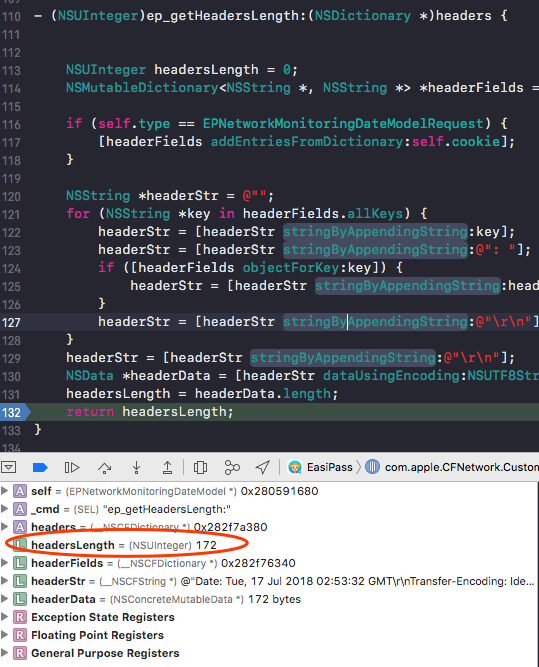 110 - (NSUInteger)ep_getHeadersLength:(NSDictionary *)headers {
111
112
113 NSUInteger headersLength = 0;
114 NSMutableDictionary<NSString *, NSString *> *headerFields =
115
116 if (self.type == EPNetworkMonitoringDateModelRequest) {
117 [headerFields addEntriesFromDictionary:self.cookie];
118 }
119
120 NSString *headerStr = @"";
121 for (NSString *key in headerFields.allKeys) {
122 headerStr = [headerStr stringByAppendingString:key];
123 headerStr = [headerStr stringByAppendingString:@": "];
124 if ([headerFields objectForKey:key]) {
125 headerStr = [headerStr stringByAppendingString:head
126 }
127 headerStr = [headerStr stringByAppendingString:@"\r\n"]
128 }
129 headerStr = [headerStr stringByAppendingString:@"\r\n"];
130 NSData *headerData = [headerStr dataUsingEncoding:NSUTF8Str
131 headersLength = headerData.length;
132 return headersLength;
133 }
134
EasiPass com.apple.CFNetwork.Custom
A self = (EPNetworkMonitoringDateModel *) 0x280591680
A _cmd = (SEL) "ep_getHeadersLength:"
A headers = (__NSCFDictionary *) 0x282f7a380
L headersLength = (NSUInteger) 172
L headerFields = (__NSCFDictionary *) 0x282f76340
L headerStr = (__NSCFString *) @"Date: Tue, 17 Jul 2018 02:53:32 GMT\r\nTransfer-Encoding: Ide...
L headerData = (NSConcreteMutableData *) 172 bytes
R Exception State Registers
R Floating Point Registers
R General Purpose Registers